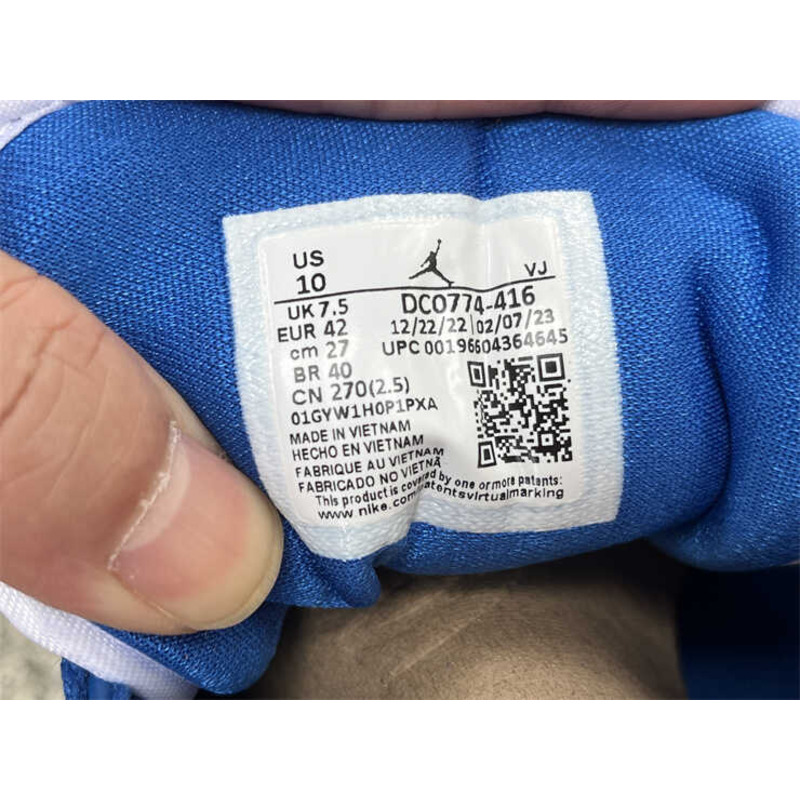 US
10
VJ
UK 7.5
DC0774-416
EUR 42
12/22/22 02/07/23
cm 27
UPC 00196604364645
BR 40
CN 270(2.5)
01GYW1H0P1PXA
MADE IN VIETNAM
HECHO EN VIETNAM
FABRIQUE AU VIETNAM
FABRICADO NO VIETNÃ
This product is covered by one or more patents:
www.nike.com/patentsvirtualmarking